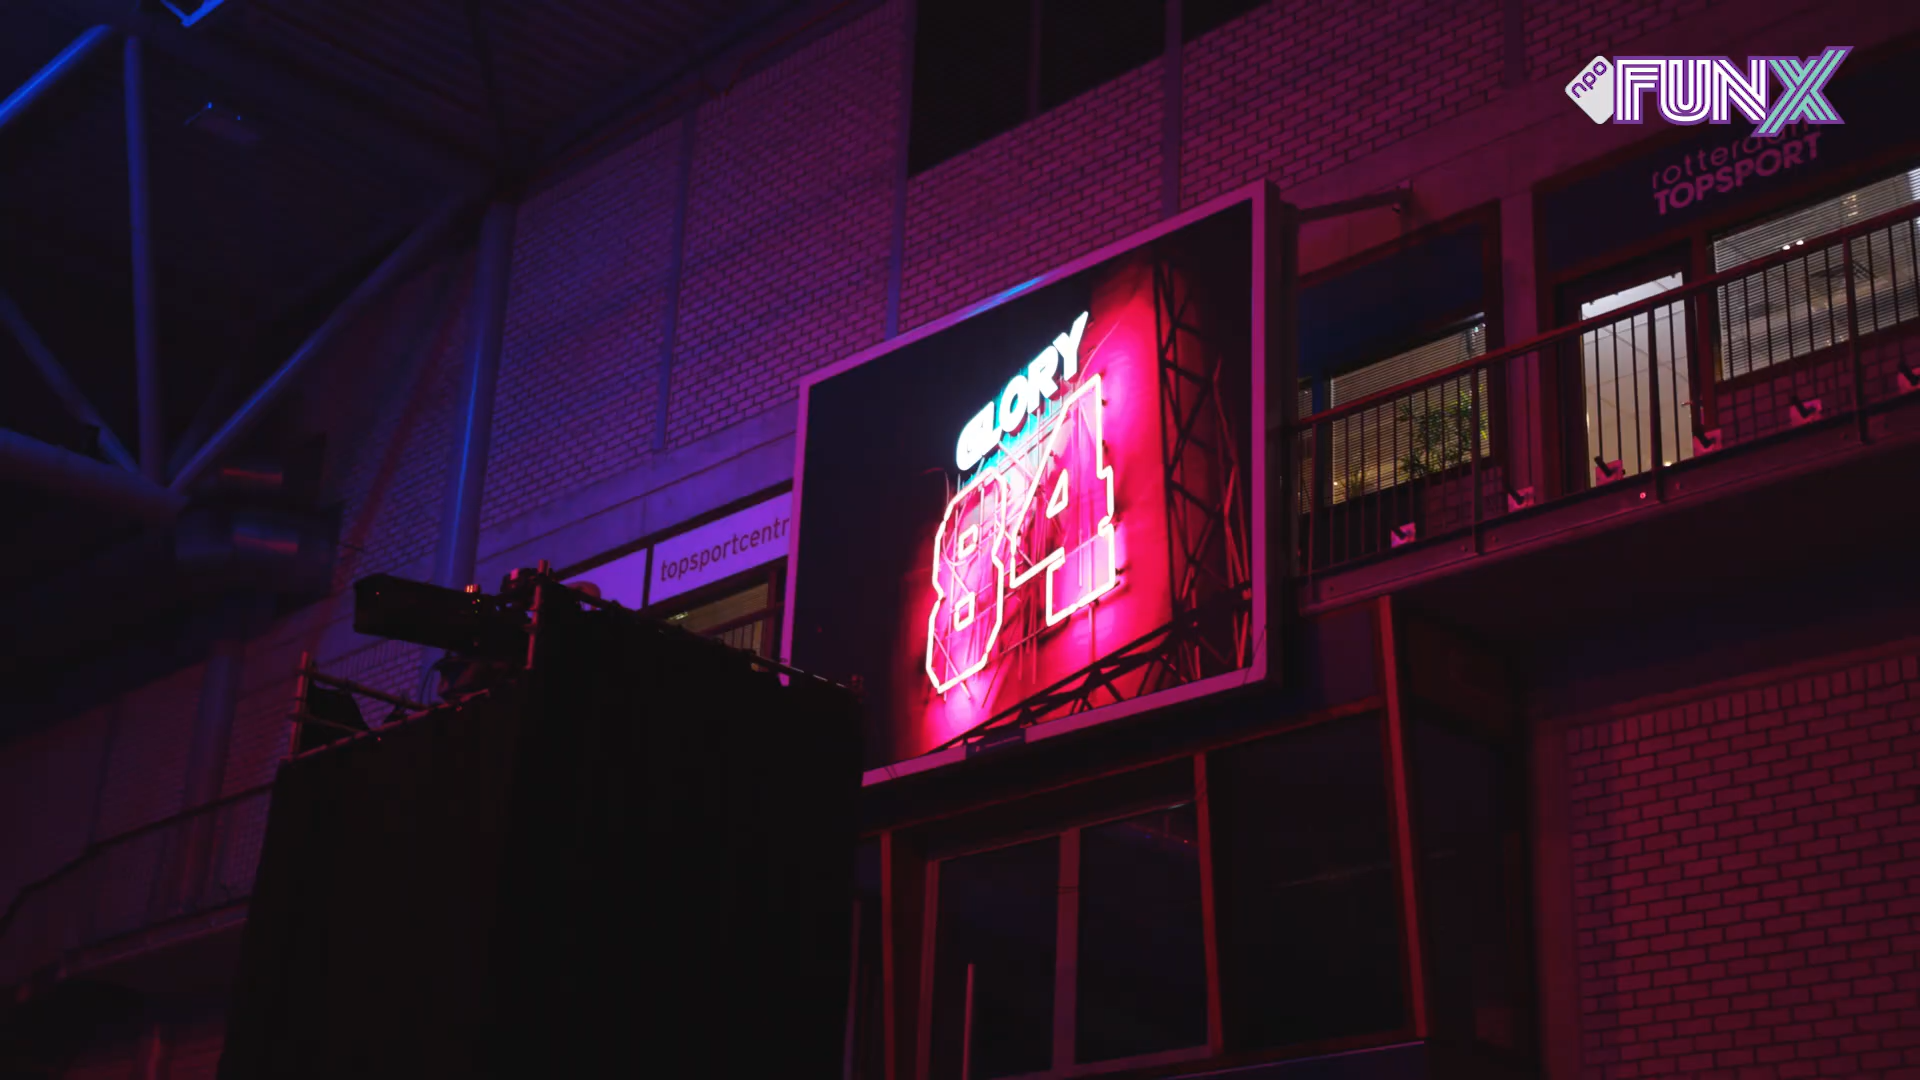 npo FUNX
rotterdam
TOPSPORT
GLORY
84
topsportcentr